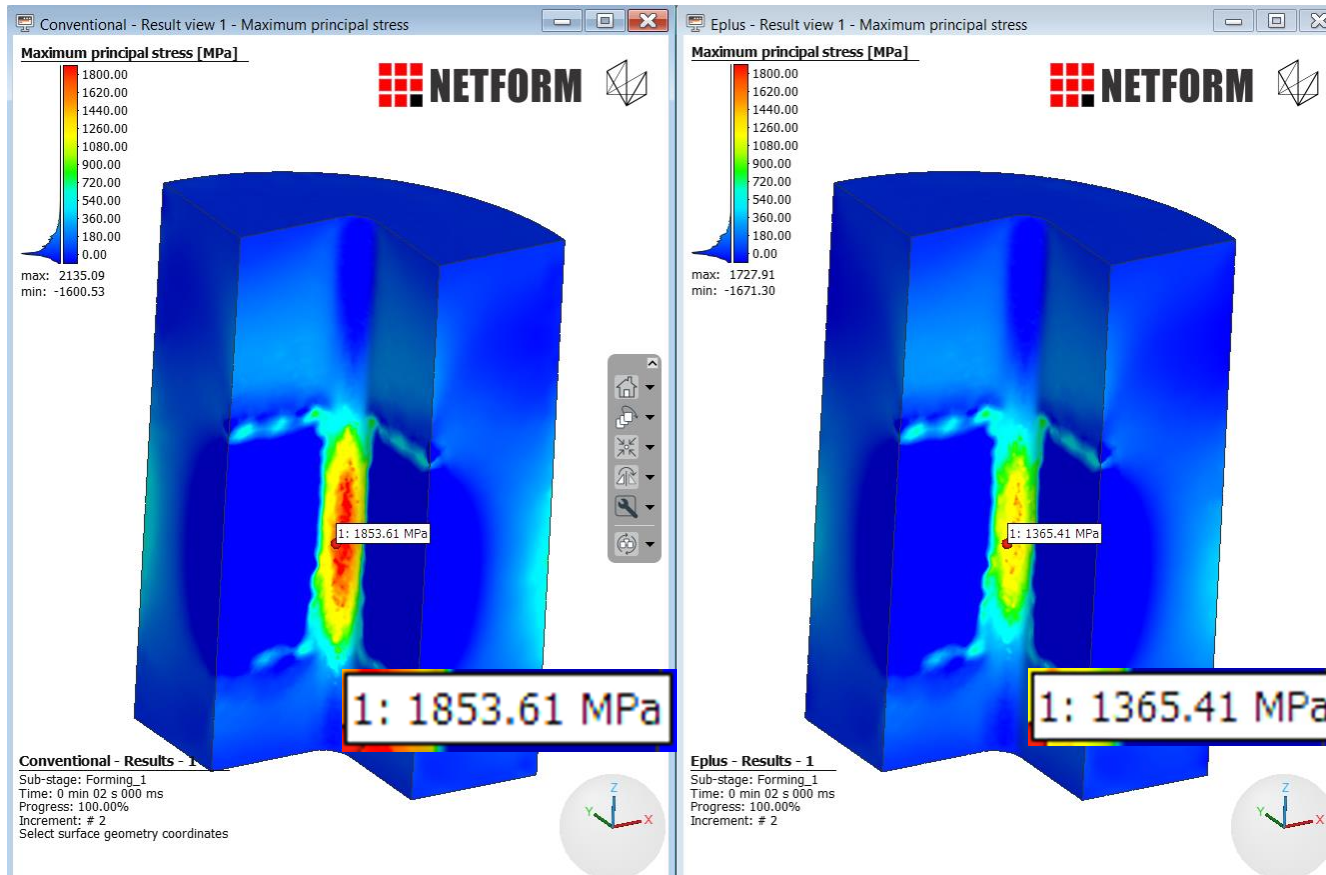 Conventional - Result view 1 - Maximum principal stress
Maximum principal stress [MPa]
NETFORM
1800.00
1620.00
1440.00
1260.00
1080.00
900.00
720.00
540.00
360.00
180.00
0.00
max: 2135.09
min: -1600.53
1: 1853.61 MPa
1: 1853.61 MPa
Conventional - Results - 1
Sub-stage: Forming_1
Time: 0 min 02 s 000 ms
Progress: 100.00%
Increment: # 2
Select surface geometry coordinates
Z
Y
X
Eplus - Result view 1 - Maximum principal stress
Maximum principal stress [MPa]
NETFORM
1800.00
1620.00
1440.00
1260.00
1080.00
900.00
720.00
540.00
360.00
180.00
0.00
max: 1727.91
min: -1671.30
1: 1365.41 MPa
1: 1365.41 MPa
Eplus - Results - 1
Sub-stage: Forming_1
Time: 0 min 02 s 000 ms
Progress: 100.00%
Increment: # 2
Z
Y
X